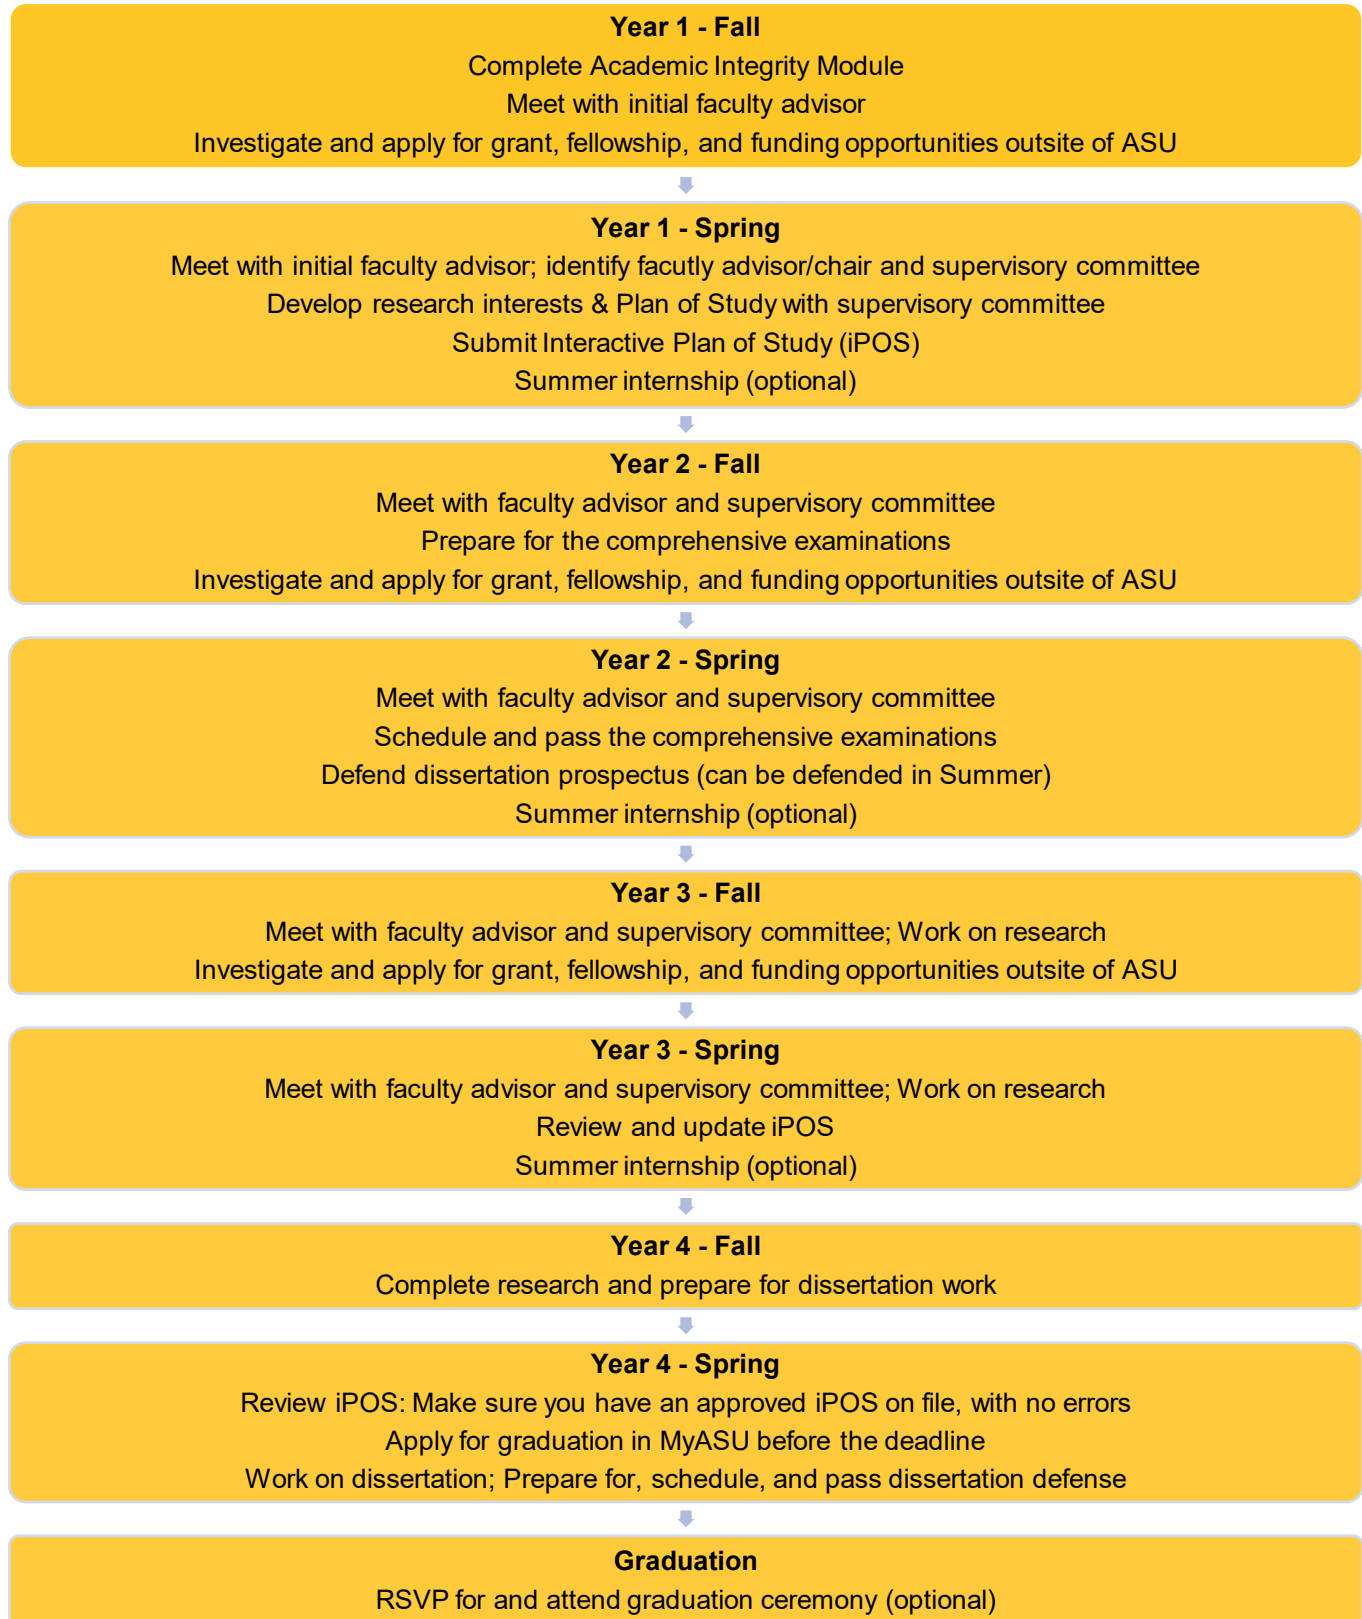 Year 1 - Fall
Complete Academic Integrity Module
Meet with initial faculty advisor
Investigate and apply for grant, fellowship, and funding opportunities outsite of ASU
Year 1 - Spring
Meet with initial faculty advisor; identify facutly advisor/chair and supervisory committee
Develop research interests & Plan of Study with supervisory committee
Submit Interactive Plan of Study (iPOS)
Summer internship (optional)
Year 2 - Fall
Meet with faculty advisor and supervisory committee
Prepare for the comprehensive examinations
Investigate and apply for grant, fellowship, and funding opportunities outsite of ASU
Year 2 - Spring
Meet with faculty advisor and supervisory committee
Schedule and pass the comprehensive examinations
Defend dissertation prospectus (can be defended in Summer)
Summer internship (optional)
Year 3 - Fall
Meet with faculty advisor and supervisory committee; Work on research
Investigate and apply for grant, fellowship, and funding opportunities outsite of ASU
Year 3 - Spring
Meet with faculty advisor and supervisory committee; Work on research
Review and update iPOS
Summer internship (optional)
Year 4 - Fall
Complete research and prepare for dissertation work
Year 4 - Spring
Review iPOS: Make sure you have an approved iPOS on file, with no errors
Apply for graduation in MyASU before the deadline
Work on dissertation; Prepare for, schedule, and pass dissertation defense
Graduation
RSVP for and attend graduation ceremony (optional)